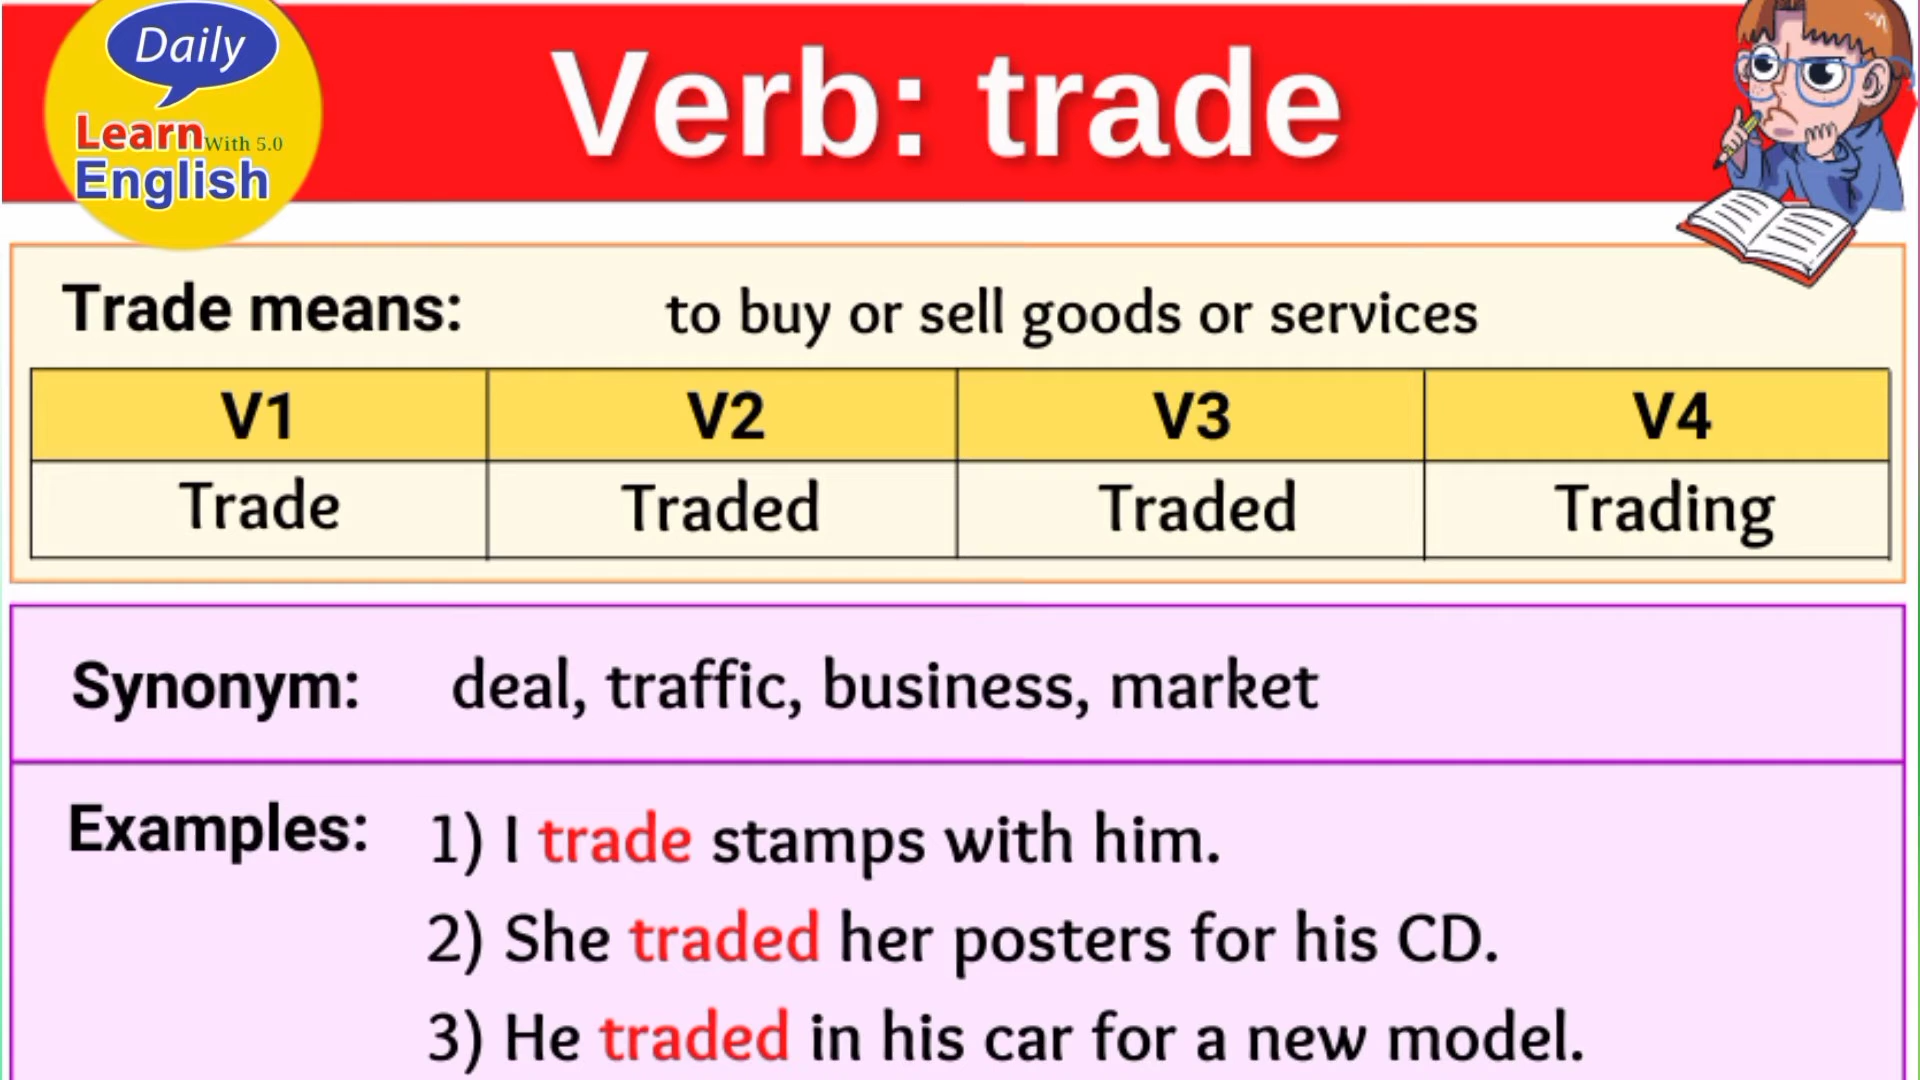 Daily
Learn With 5.0
English
Verb: trade
Trade means: to buy or sell goods or services
V1 V2 V3 V4
Trade Traded Traded Trading
Synonym: deal, traffic, business, market
Examples: 1) I trade stamps with him.
2) She traded her posters for his CD.
3) He traded in his car for a new model.